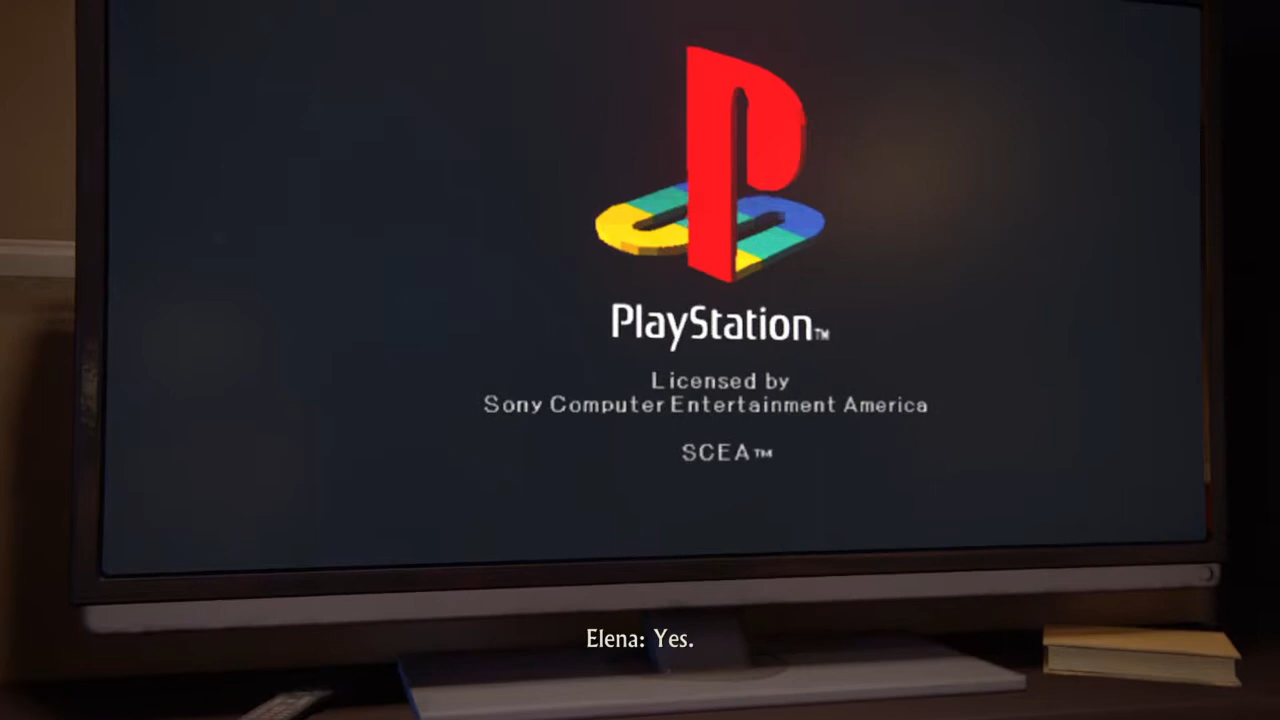 PlayStation™
Licensed by
Sony Computer Entertainment America
SCEA™
Elena: Yes.